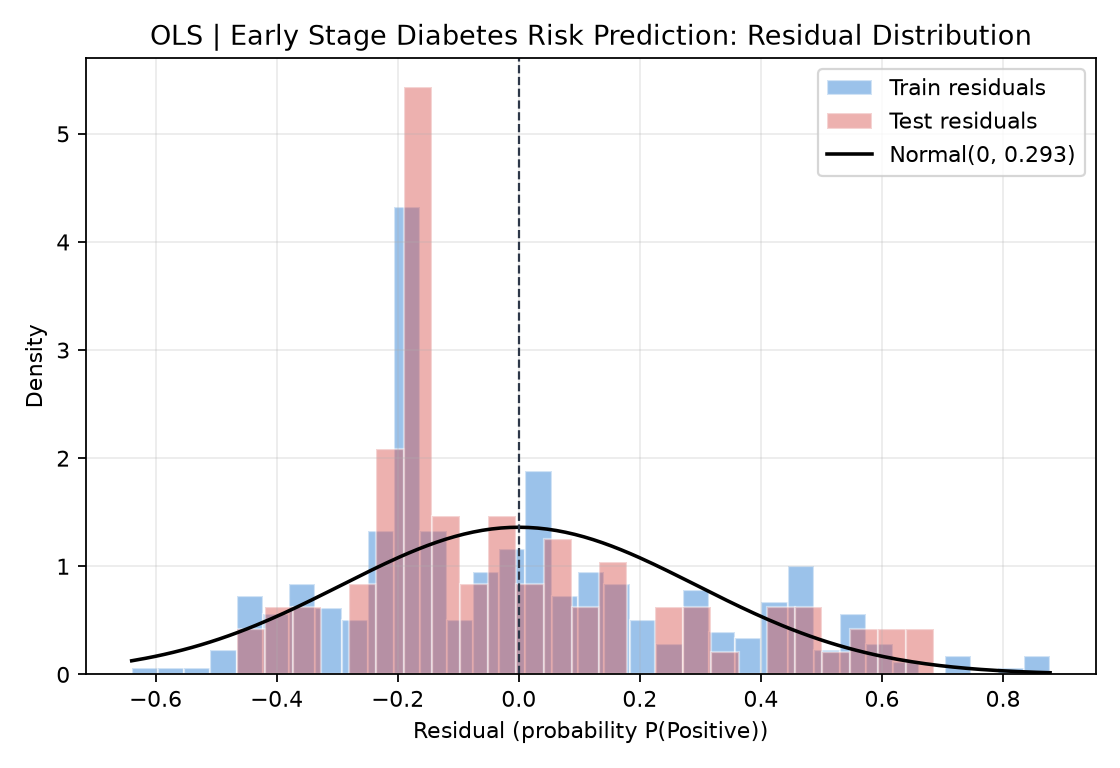 OLS | Early Stage Diabetes Risk Prediction: Residual Distribution
Train residuals
Test residuals
Normal(0, 0.293)
Density
5
4
3
2
1
0
−0.6
−0.4
−0.2
0.0
0.2
0.4
0.6
0.8
Residual (probability P(Positive))